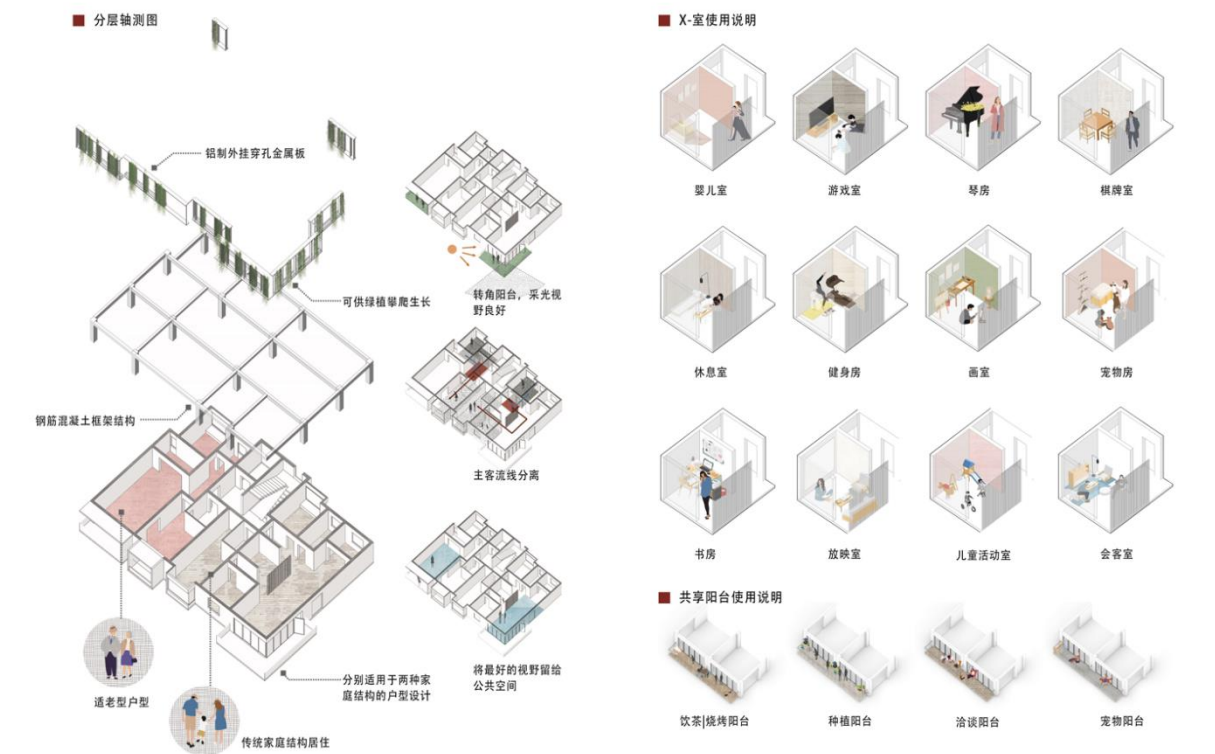 分层轴测图
铝制外挂穿孔金属板
可供绿植攀爬生长
钢筋混凝土框架结构
适老型户型
传统家庭结构居住
分别适用于两种家
庭结构的户型设计
转角阳台，采光视
野良好
主客流线分离
将最好的视野留给
公共空间
X-室使用说明
婴儿室
游戏室
琴房
棋牌室
休息室
健身房
画室
宠物房
书房
放映室
儿童活动室
会客室
共享阳台使用说明
饮茶|烧烤阳台
种植阳台
洽谈阳台
宠物阳台